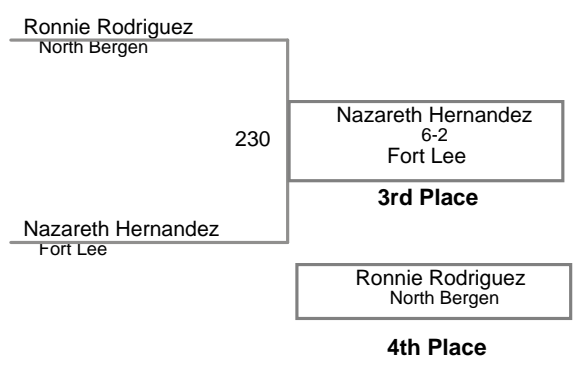 Ronnie Rodriguez
North Bergen
Nazareth Hernandez
6-2
230
Fort Lee
3rd Place
Nazareth Hernandez
Fort Lee
Ronnie Rodriguez
North Bergen
4th Place